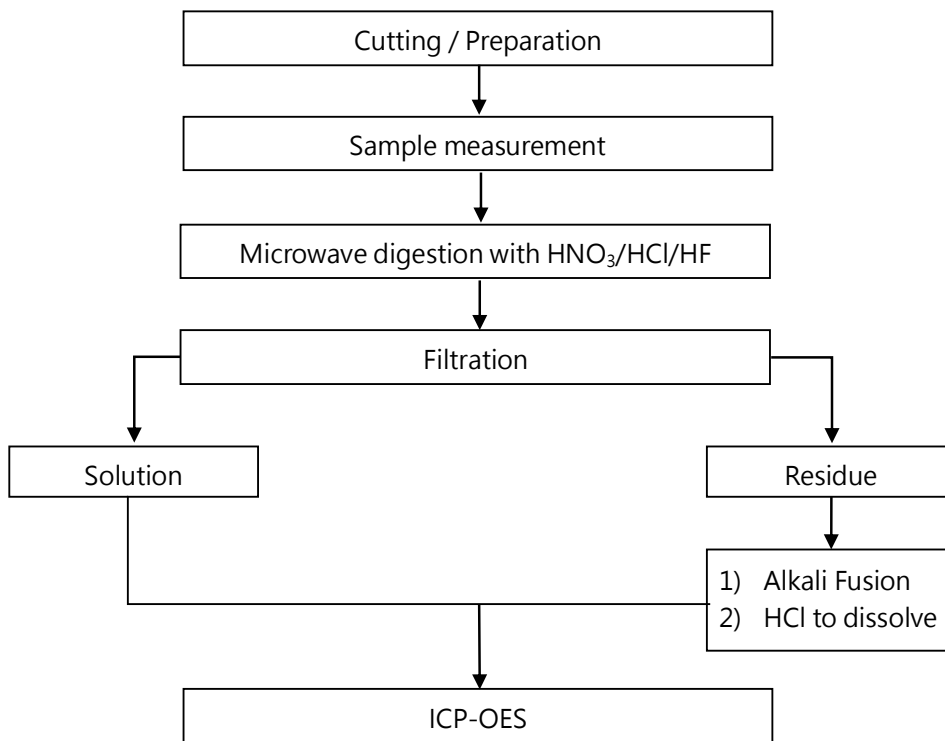 Cutting / Preparation
Sample measurement
Microwave digestion with HNO₃/HCl/HF
Filtration
Solution
Residue
1) Alkali Fusion
2) HCl to dissolve
ICP-OES